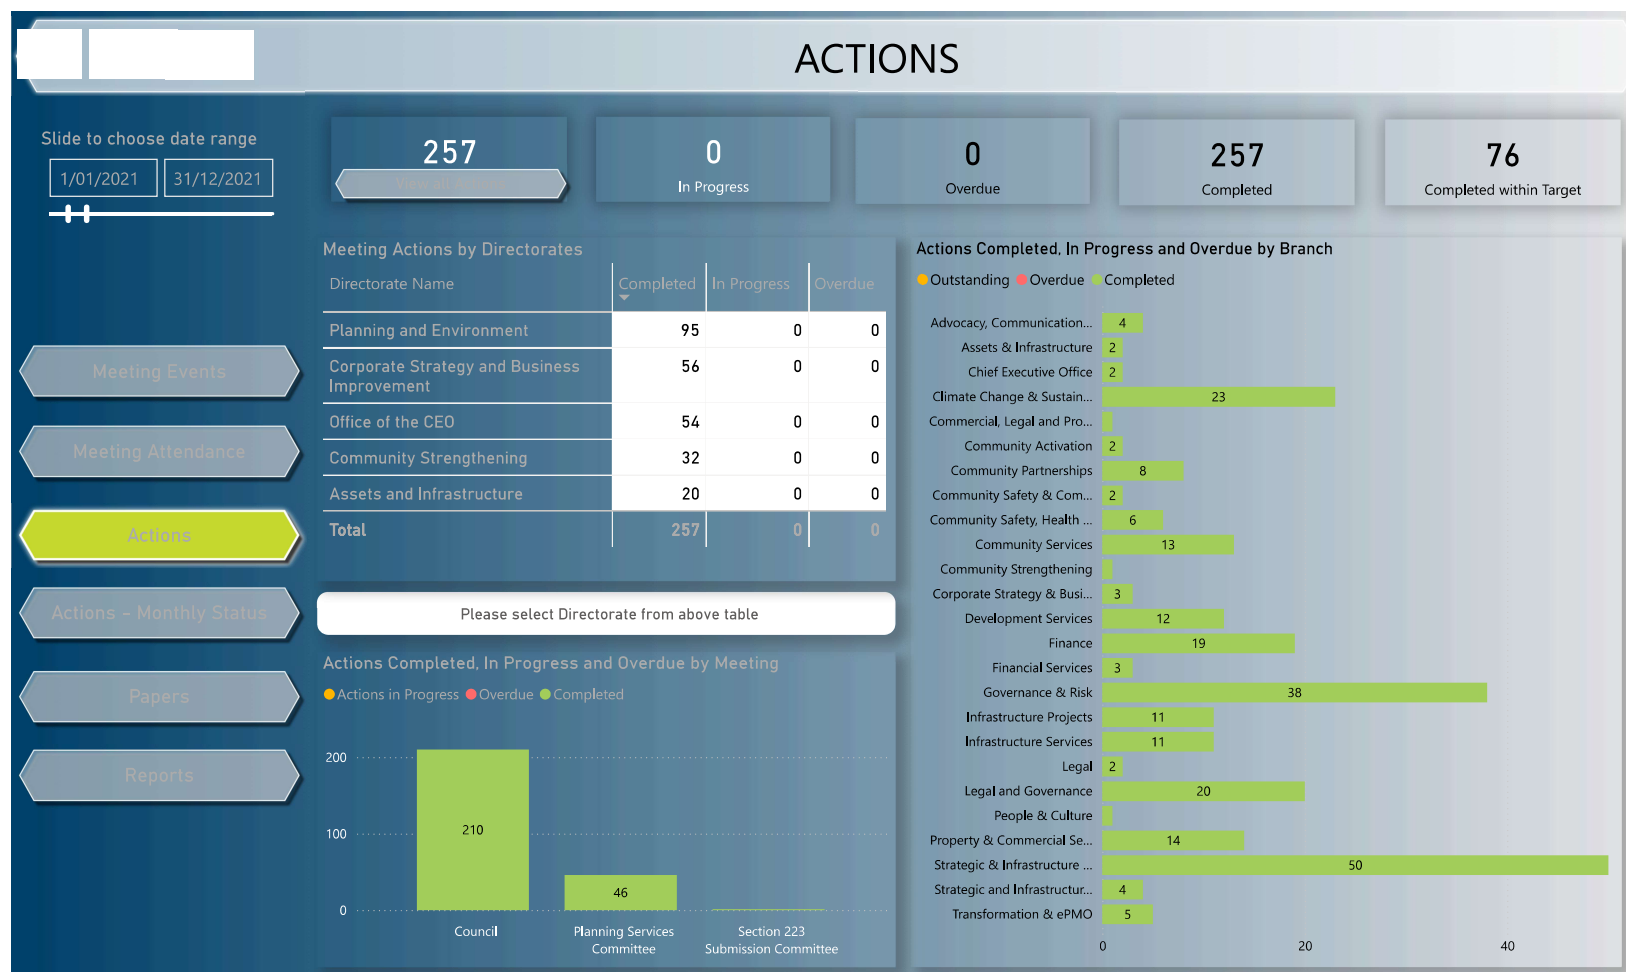 ACTIONS
Slide to choose date range
1/01/2021
31/12/2021
257
0
In Progress
0
Overdue
257
Completed
76
Completed within Target
Meeting Events
Meeting Attendance
Actions
Actions – Monthly Status
Papers
Reports
Meeting Actions by Directorates
Directorate Name Completed In Progress Overdue
Planning and Environment 95 0 0
Corporate Strategy and Business 56 0 0
Improvement
Office of the CEO 54 0 0
Community Strengthening 32 0 0
Assets and Infrastructure 20 0 0
Total 257 0 0
Please select Directorate from above table
Actions Completed, In Progress and Overdue by Meeting
Actions in Progress Overdue Completed
200
100
0
210
46
Council
Planning Services
Committee
Section 223
Submission Committee
Actions Completed, In Progress and Overdue by Branch
Outstanding Overdue Completed
Advocacy, Communication... 4
Assets & Infrastructure 2
Chief Executive Office 2
Climate Change & Sustain... 23
Commercial, Legal and Pro...
Community Activation 2
Community Partnerships 8
Community Safety & Com... 2
Community Safety, Health ... 6
Community Services 13
Community Strengthening
Corporate Strategy & Busi... 3
Development Services 12
Finance 19
Financial Services 3
Governance & Risk 38
Infrastructure Projects 11
Infrastructure Services 11
Legal 2
Legal and Governance 20
People & Culture
Property & Commercial Se... 14
Strategic & Infrastructure ... 50
Strategic and Infrastructur... 4
Transformation & ePMO 5
0 20 40